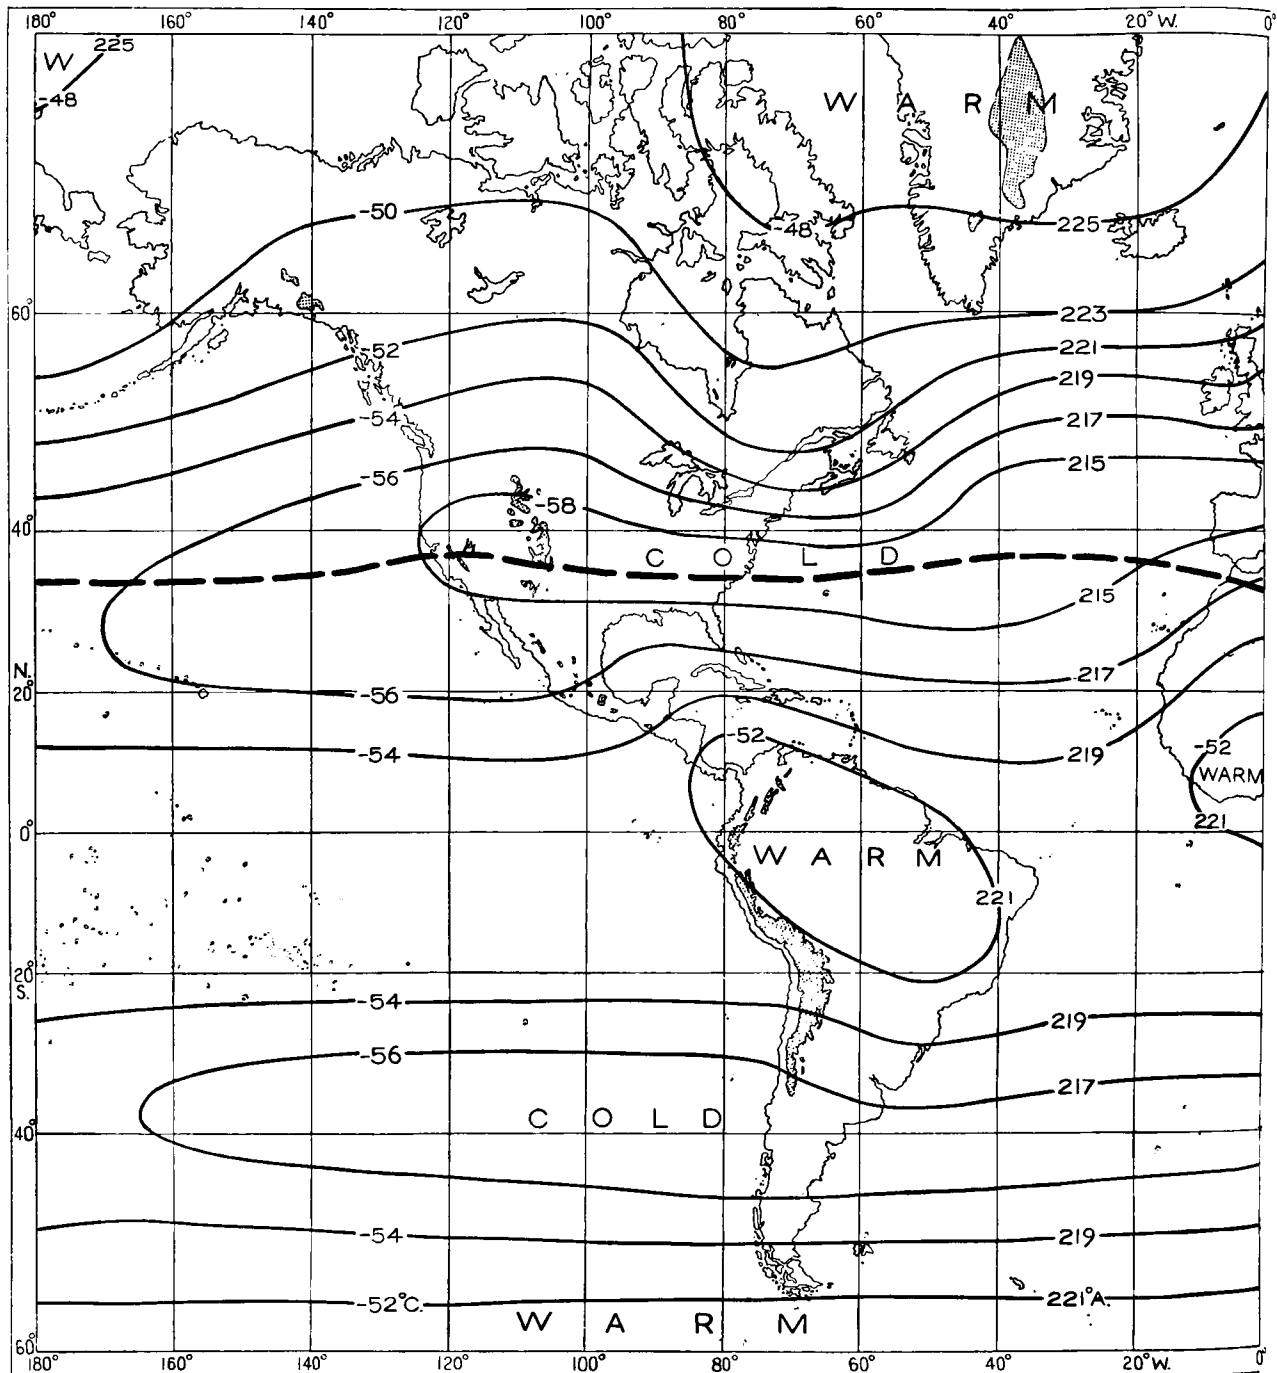 180° 160° 140° 120° 100° 80° 60° 40° 20° W. 0°
W 225
-48
W A R M
-50
-48 225
60° 223
-52 221
219
-54 217
-56 215
-58
40°
C O L D
215
N. 217
20° -56
-52
-54 219 -52
WARM
221
0°
W A R M
221
20°
S.
-54 219
-56 217
C O L D
40°
-54 219
-52°C. 221°A.
W A R M
60°
180° 160° 140° 120° 100° 80° 60° 40° 20°W. 0°